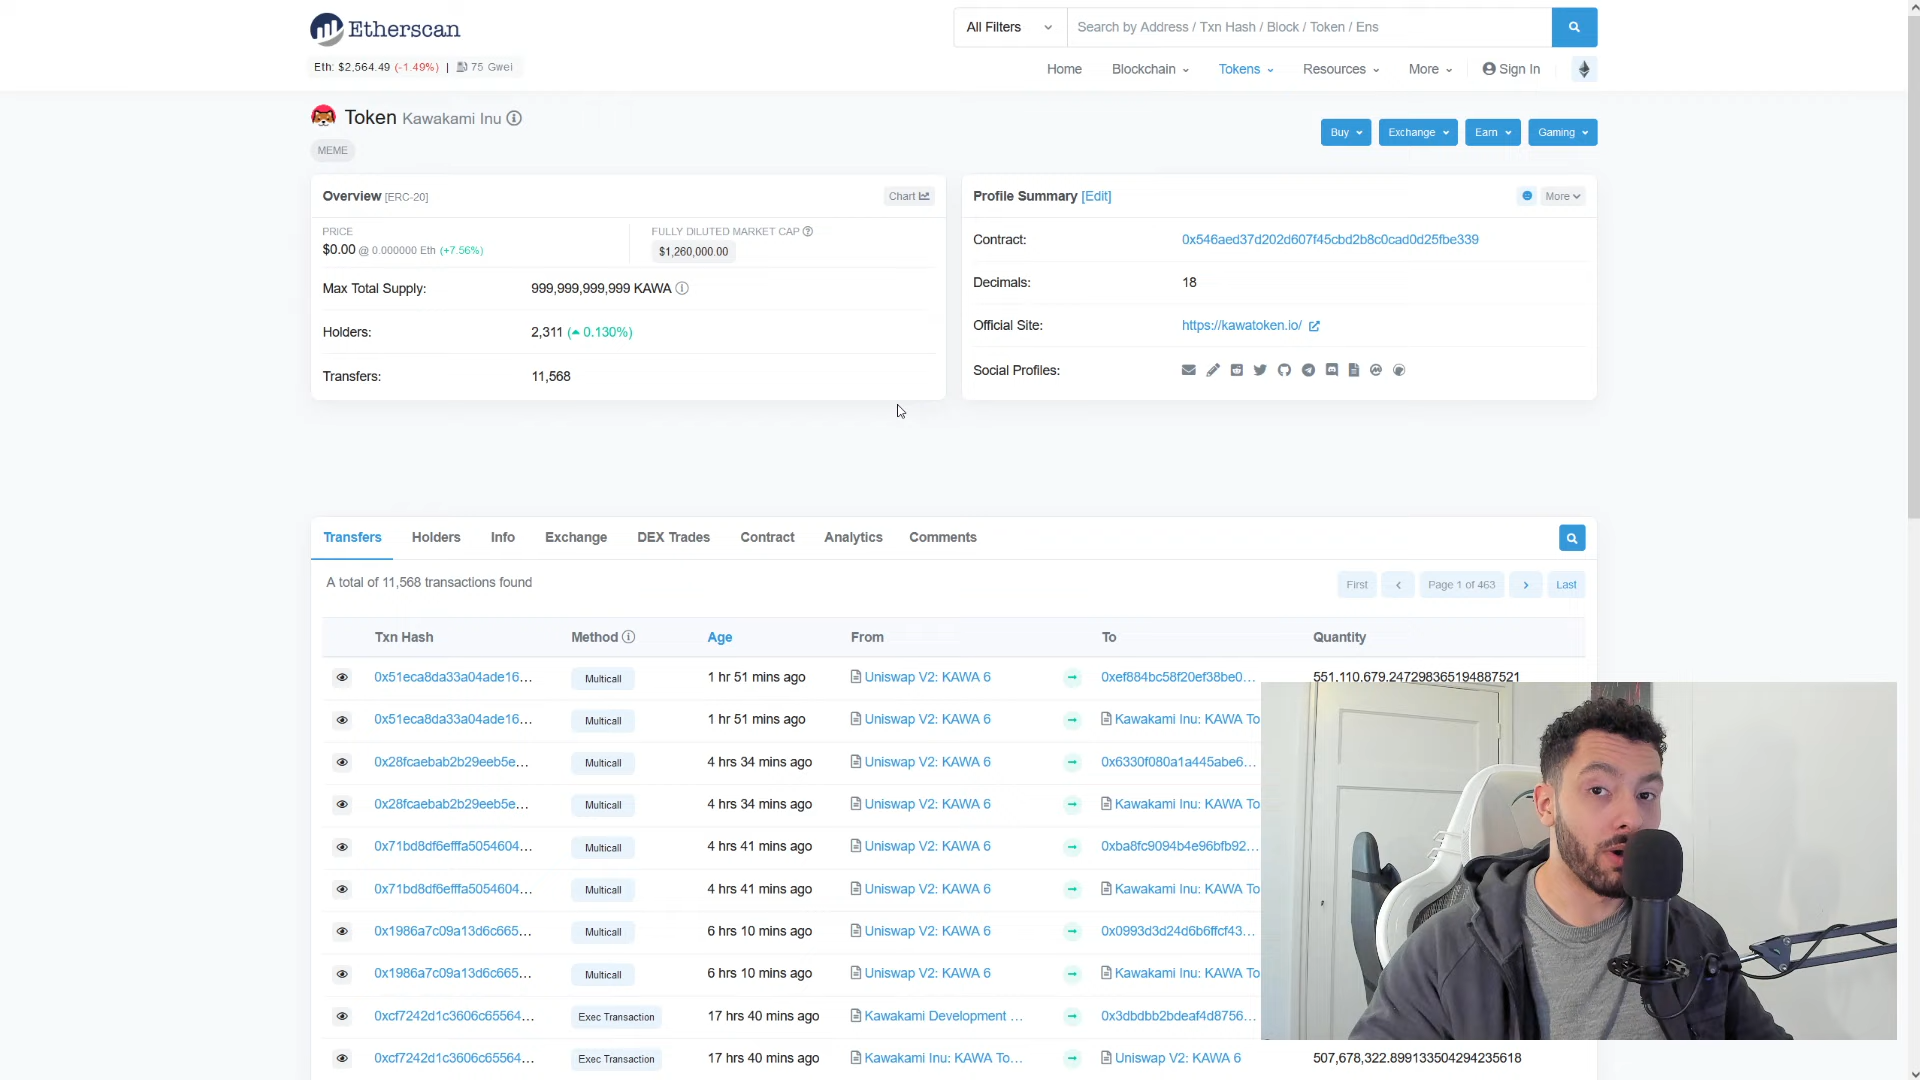 Etherscan
All Filters
Search by Address / Txn Hash / Block / Token / Ens
Eth: $2,564.49 (-1.49%) | 75 Gwei
Home Blockchain Tokens Resources More Sign In
Token Kawakami Inu
MEME
Buy Exchange Earn Gaming
Overview [ERC-20] Chart
PRICE
$0.00 @ 0.000000 Eth (+7.56%)
FULLY DILUTED MARKET CAP
$1,260,000.00
Max Total Supply: 999,999,999,999 KAWA
Holders: 2,311 (0.130%)
Transfers: 11,568
Profile Summary [Edit] More
Contract: 0x546aed37d202d607f45cbd2b8c0cad0d25fbe339
Decimals: 18
Official Site: https://kawatoken.io/
Social Profiles:
Transfers Holders Info Exchange DEX Trades Contract Analytics Comments
A total of 11,568 transactions found
First Page 1 of 463 Last
Txn Hash Method Age From To Quantity
0x51eca8da33a04ade16... Multicall 1 hr 51 mins ago Uniswap V2: KAWA 6 0xef884bc58f20ef38be0... 551,110,679.247298365194887521
0x51eca8da33a04ade16... Multicall 1 hr 51 mins ago Uniswap V2: KAWA 6 Kawakami Inu: KAWA To
0x28fcaebab2b29eeb5e... Multicall 4 hrs 34 mins ago Uniswap V2: KAWA 6 0x6330f080a1a445abe6...
0x28fcaebab2b29eeb5e... Multicall 4 hrs 34 mins ago Uniswap V2: KAWA 6 Kawakami Inu: KAWA To
0x71bd8df6efffa5054604... Multicall 4 hrs 41 mins ago Uniswap V2: KAWA 6 0xba8fc9094b4e96bfb92...
0x71bd8df6efffa5054604... Multicall 4 hrs 41 mins ago Uniswap V2: KAWA 6 Kawakami Inu: KAWA To
0x1986a7c09a13d6c665... Multicall 6 hrs 10 mins ago Uniswap V2: KAWA 6 0x0993d3d24d6b6ffcf43...
0x1986a7c09a13d6c665... Multicall 6 hrs 10 mins ago Uniswap V2: KAWA 6 Kawakami Inu: KAWA To
0xcf7242d1c3606c65564... Exec Transaction 17 hrs 40 mins ago Kawakami Development ... 0x3dbdbb2bdeaf4d8756...
0xcf7242d1c3606c65564... Exec Transaction 17 hrs 40 mins ago Kawakami Inu: KAWA To... Uniswap V2: KAWA 6 507,678,322.899133504294235618